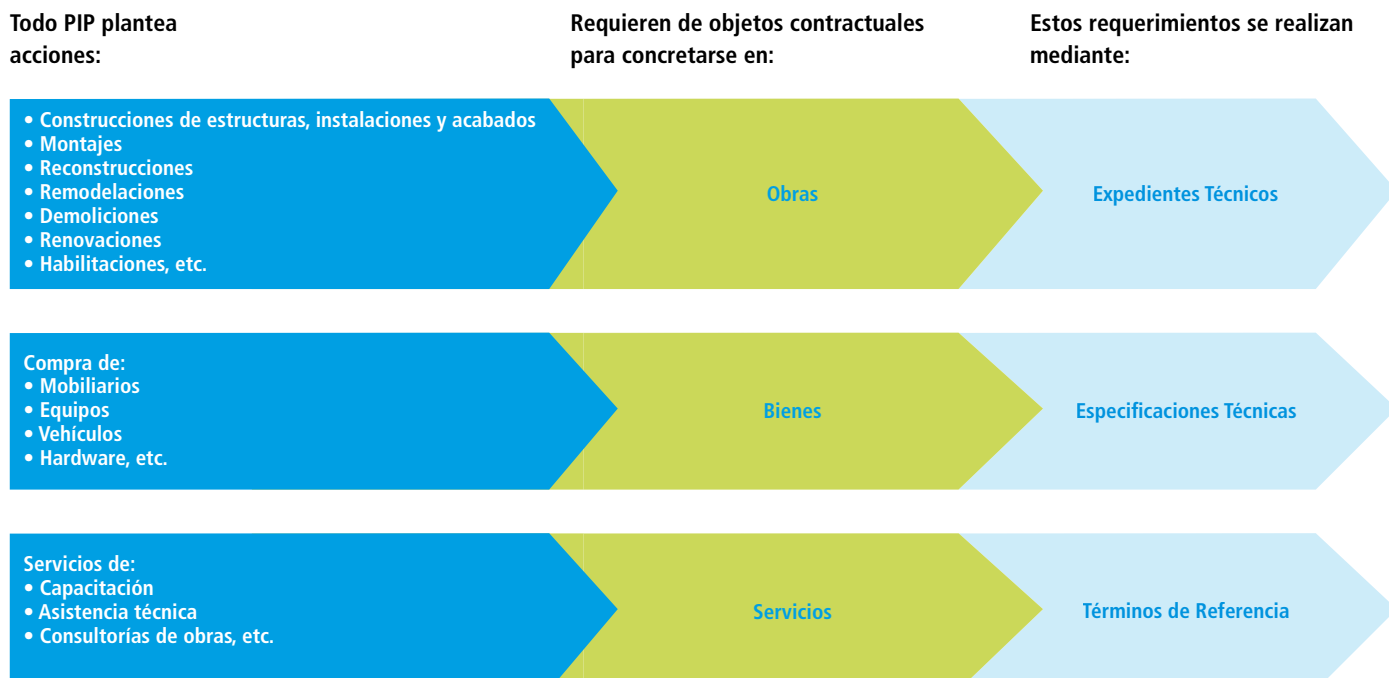 Todo PIP plantea
acciones:
Requieren de objetos contractuales
para concretarse en:
Estos requerimientos se realizan
mediante:
• Construcciones de estructuras, instalaciones y acabados
• Montajes
• Reconstrucciones
• Remodelaciones
• Demoliciones
• Renovaciones
• Habilitaciones, etc.
Obras
Expedientes Técnicos
Compra de:
• Mobiliarios
• Equipos
• Vehículos
• Hardware, etc.
Bienes
Especificaciones Técnicas
Servicios de:
• Capacitación
• Asistencia técnica
• Consultorías de obras, etc.
Servicios
Términos de Referencia